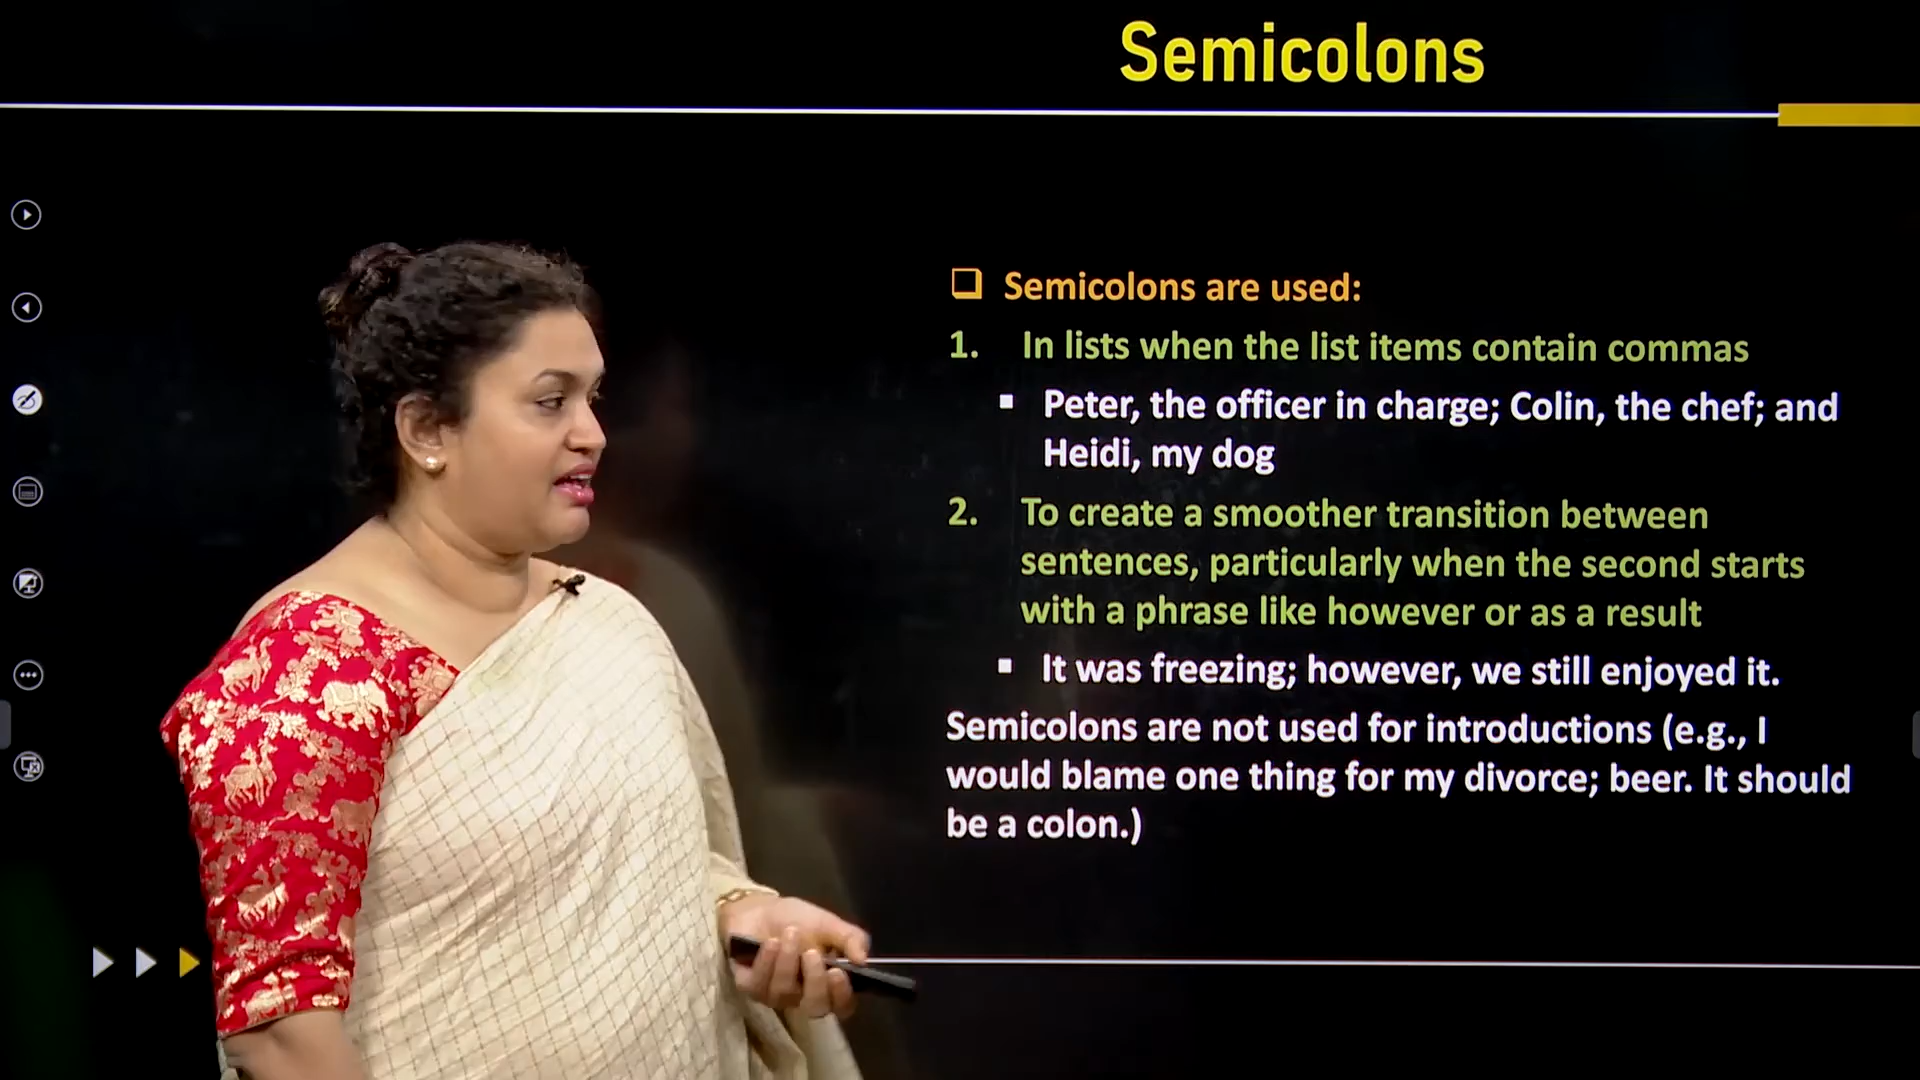 Semicolons
Semicolons are used:
1. In lists when the list items contain commas
▪ Peter, the officer in charge; Colin, the chef; and
Heidi, my dog
2. To create a smoother transition between
sentences, particularly when the second starts
with a phrase like however or as a result
▪ It was freezing; however, we still enjoyed it.
Semicolons are not used for introductions (e.g., I
would blame one thing for my divorce; beer. It should
be a colon.)